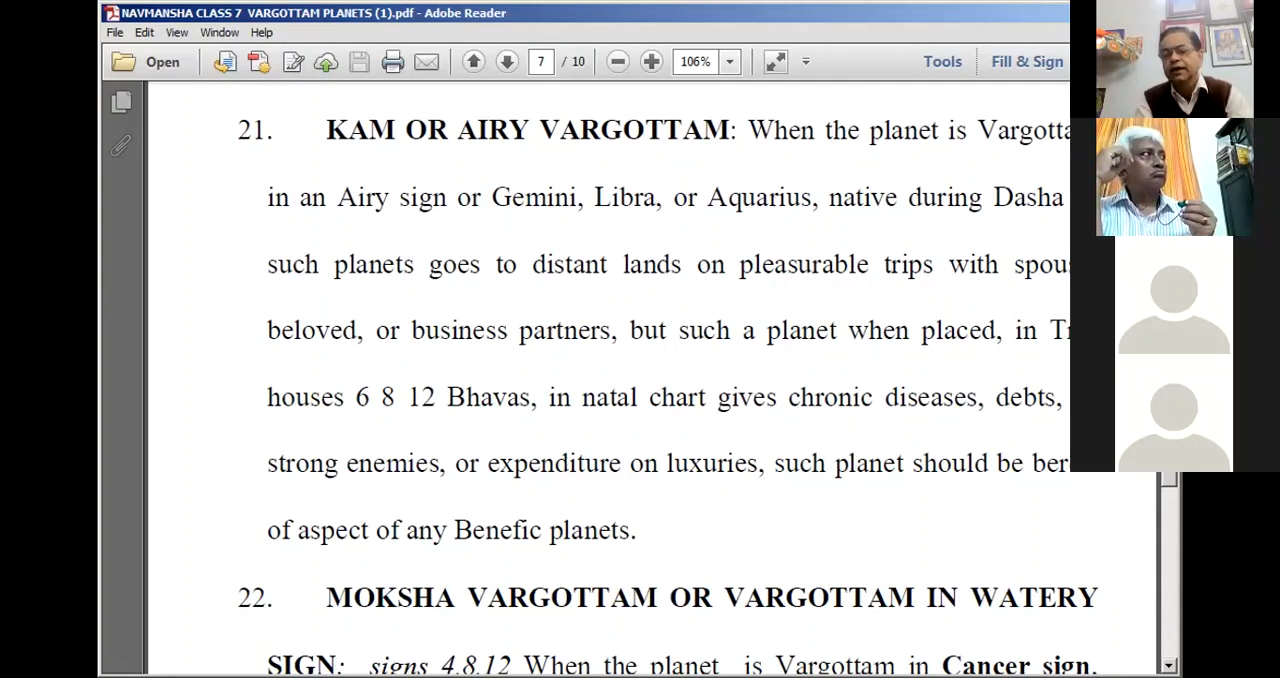 NAVMANSHA CLASS 7 VARGOTTAM PLANETS (1).pdf - Adobe Reader
File Edit View Window Help
Open 7 / 10 106% Tools Fill & Sign
21. KAM OR AIRY VARGOTTAM: When the planet is
in an Airy sign or Gemini, Libra, or Aquarius, native during Dasha
such planets goes to distant lands on pleasurable trips with
beloved, or business partners, but such a planet when placed, in
houses 6 8 12 Bhavas, in natal chart gives chronic diseases, debts,
strong enemies, or expenditure on luxuries, such planet should be
of aspect of any Benefic planets.
22. MOKSHA VARGOTTAM OR VARGOTTAM IN WATERY
SIGN: signs 4.8.12 When the planet is Vargottam in Cancer sign.